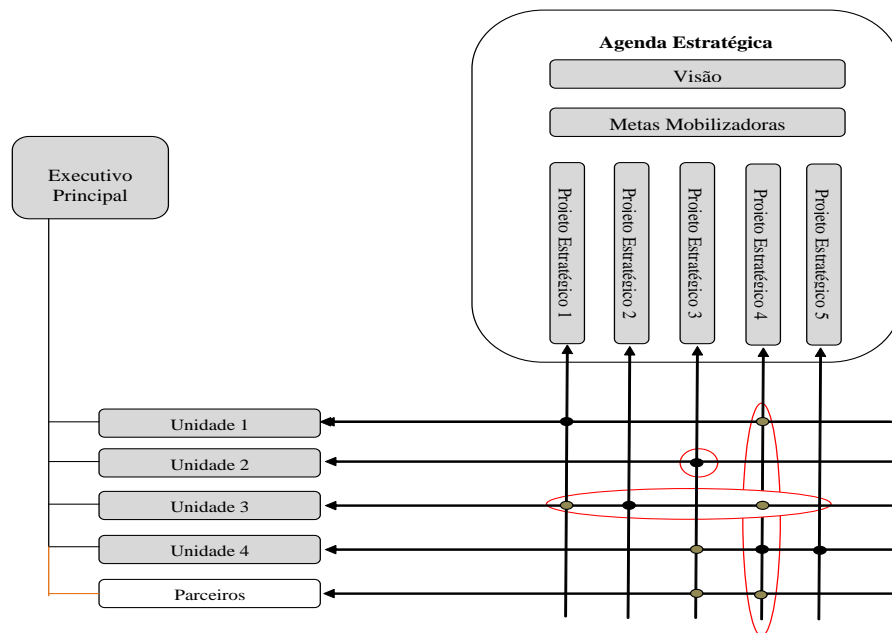 Agenda Estratégica
Visão
Metas Mobilizadoras
Executivo
Principal
Projeto Estratégico 1
Projeto Estratégico 2
Projeto Estratégico 3
Projeto Estratégico 4
Projeto Estratégico 5
Unidade 1
Unidade 2
Unidade 3
Unidade 4
Parceiros